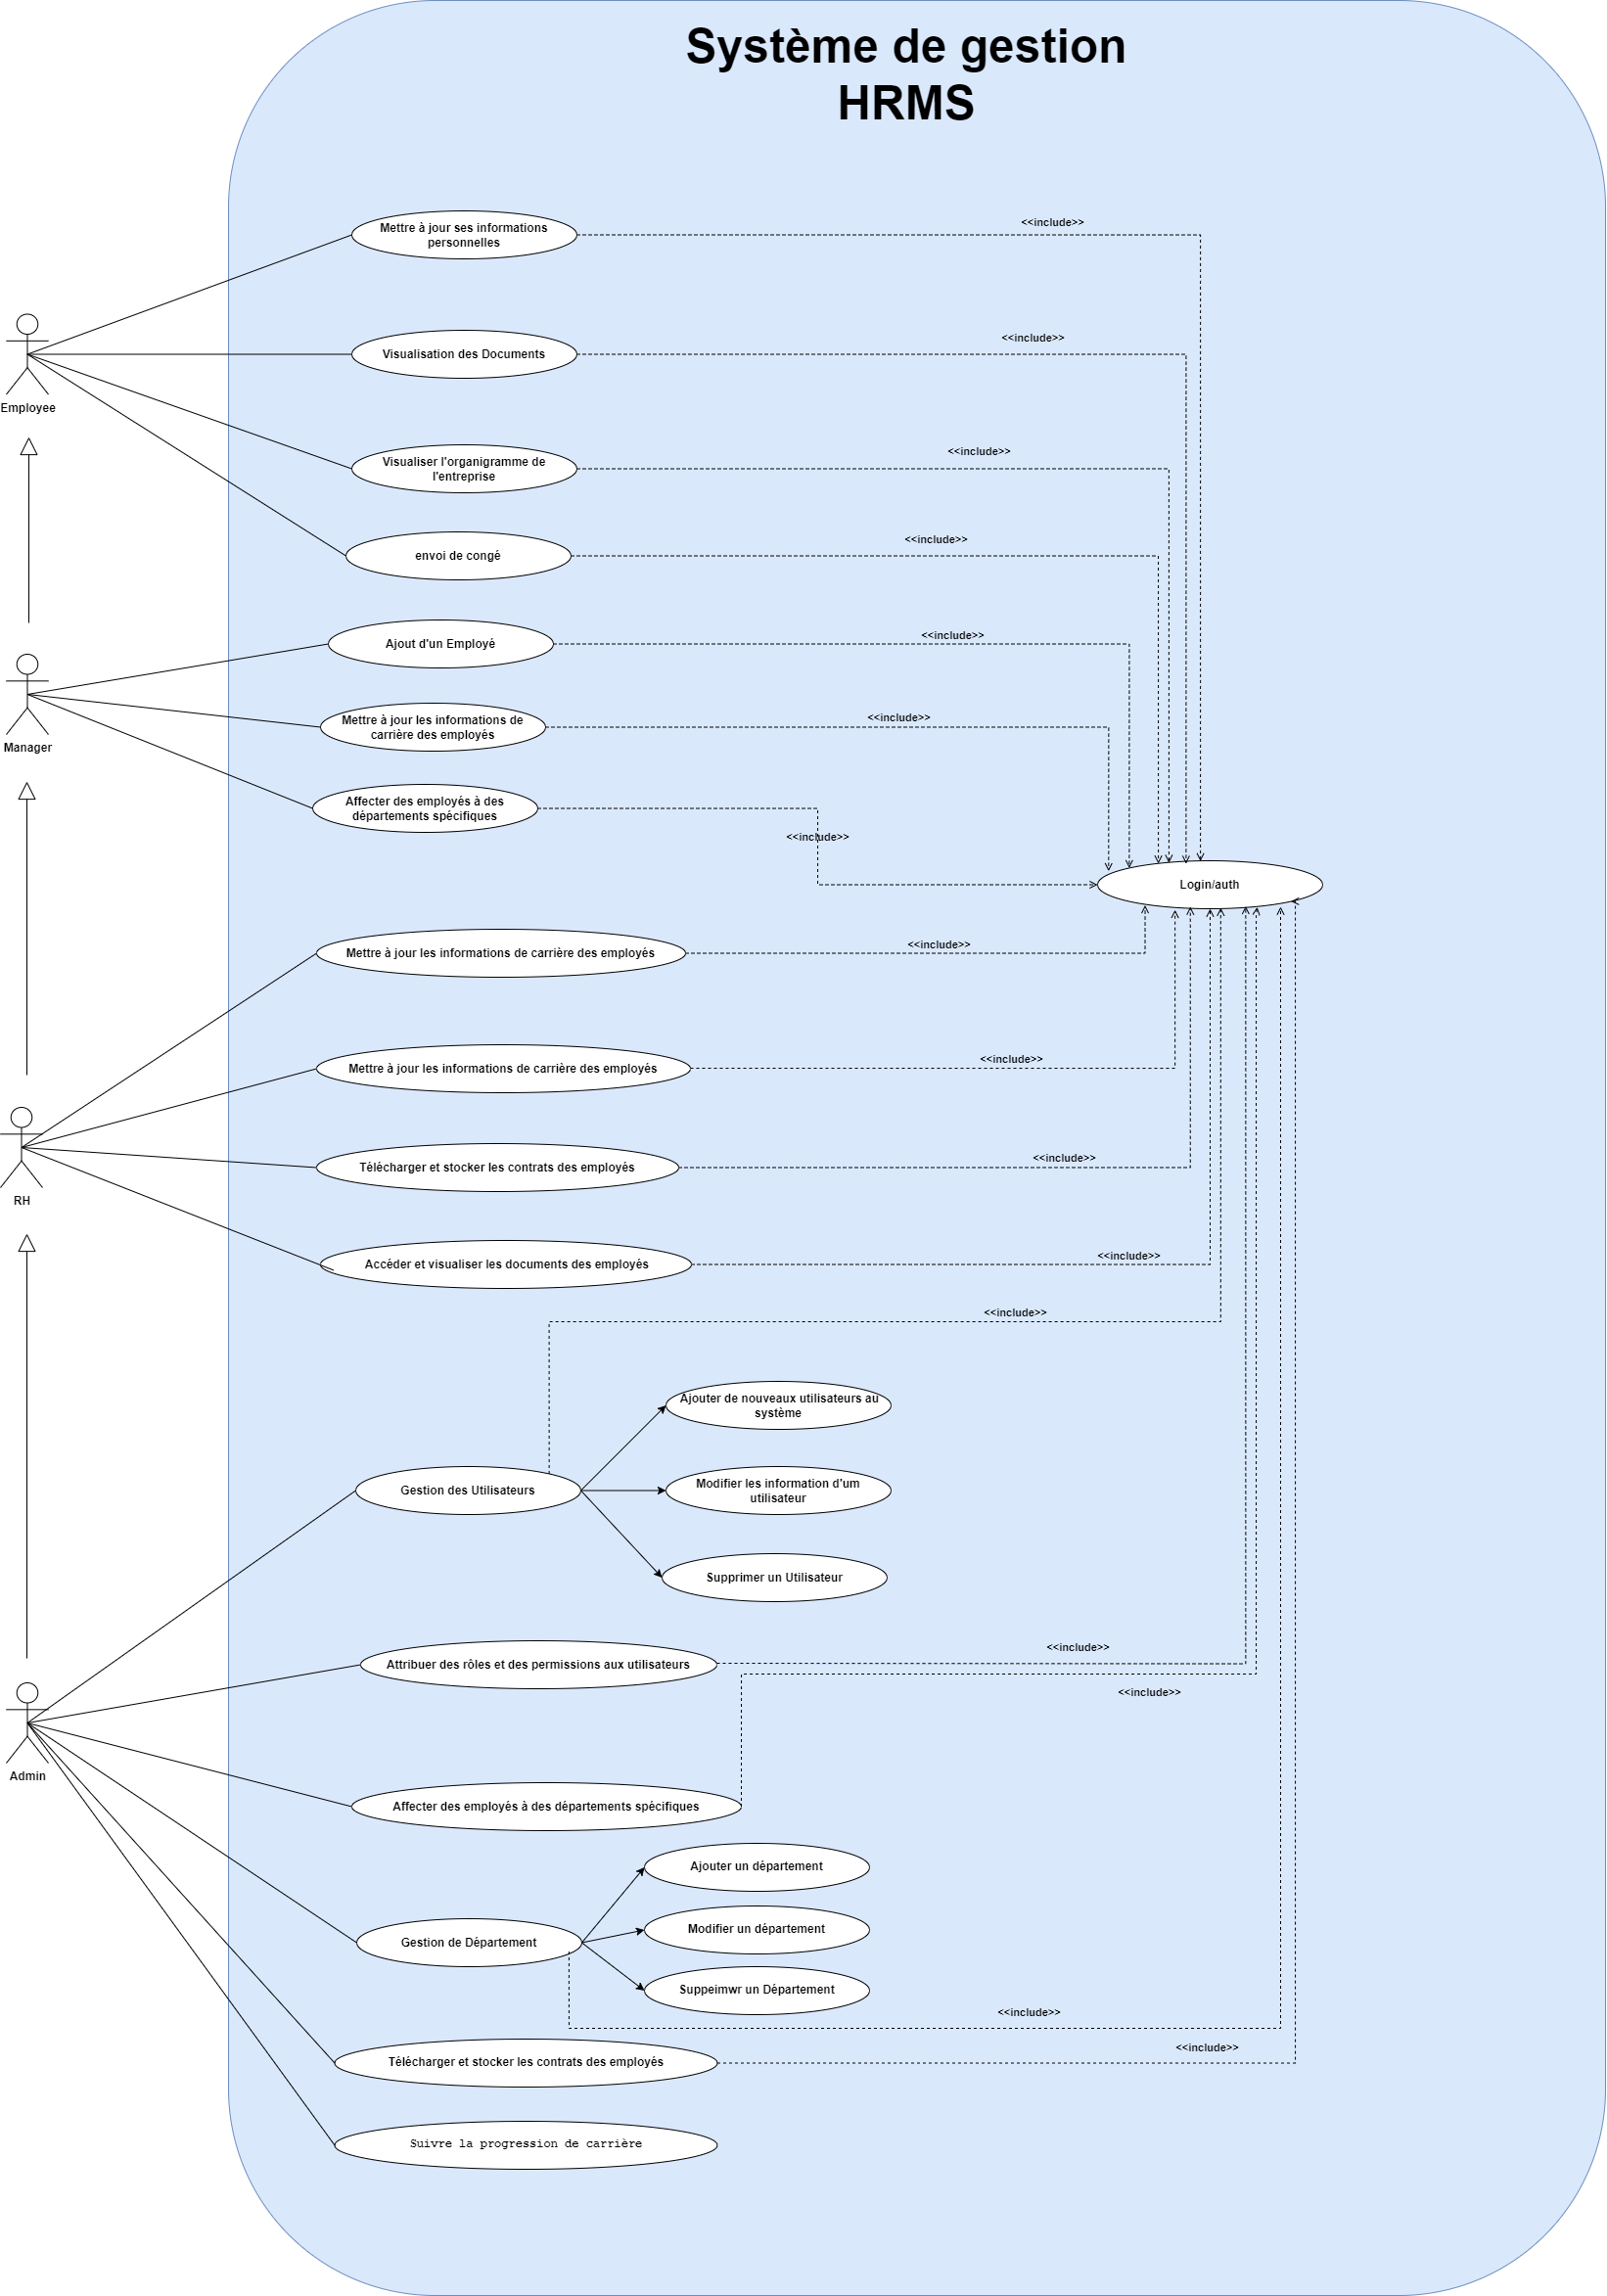 Système de gestion
HRMS
Mettre à jour ses informations
personnelles
<<include>>
Visualisation des Documents
<<include>>
Employee
Visualiser l'organigramme de
l'entreprise
<<include>>
envoi de congé
<<include>>
Ajout d'un Employé
<<include>>
Manager
Mettre à jour les informations de
carrière des employés
<<include>>
Affecter des employés à des
départements spécifiques
<<include>>
Login/auth
Mettre à jour les informations de carrière des employés
<<include>>
Mettre à jour les informations de carrière des employés
<<include>>
Télécharger et stocker les contrats des employés
<<include>>
RH
Accéder et visualiser les documents des employés
<<include>>
<<include>>
Ajouter de nouveaux utilisateurs au
système
Gestion des Utilisateurs
Modifier les information d'um
utilisateur
Supprimer un Utilisateur
Attribuer des rôles et des permissions aux utilisateurs
<<include>>
<<include>>
Admin
Affecter des employés à des départements spécifiques
Ajouter un département
Modifier un département
Gestion de Département
Suppeimwr un Département
<<include>>
Télécharger et stocker les contrats des employés
<<include>>
Suivre la progression de carrière